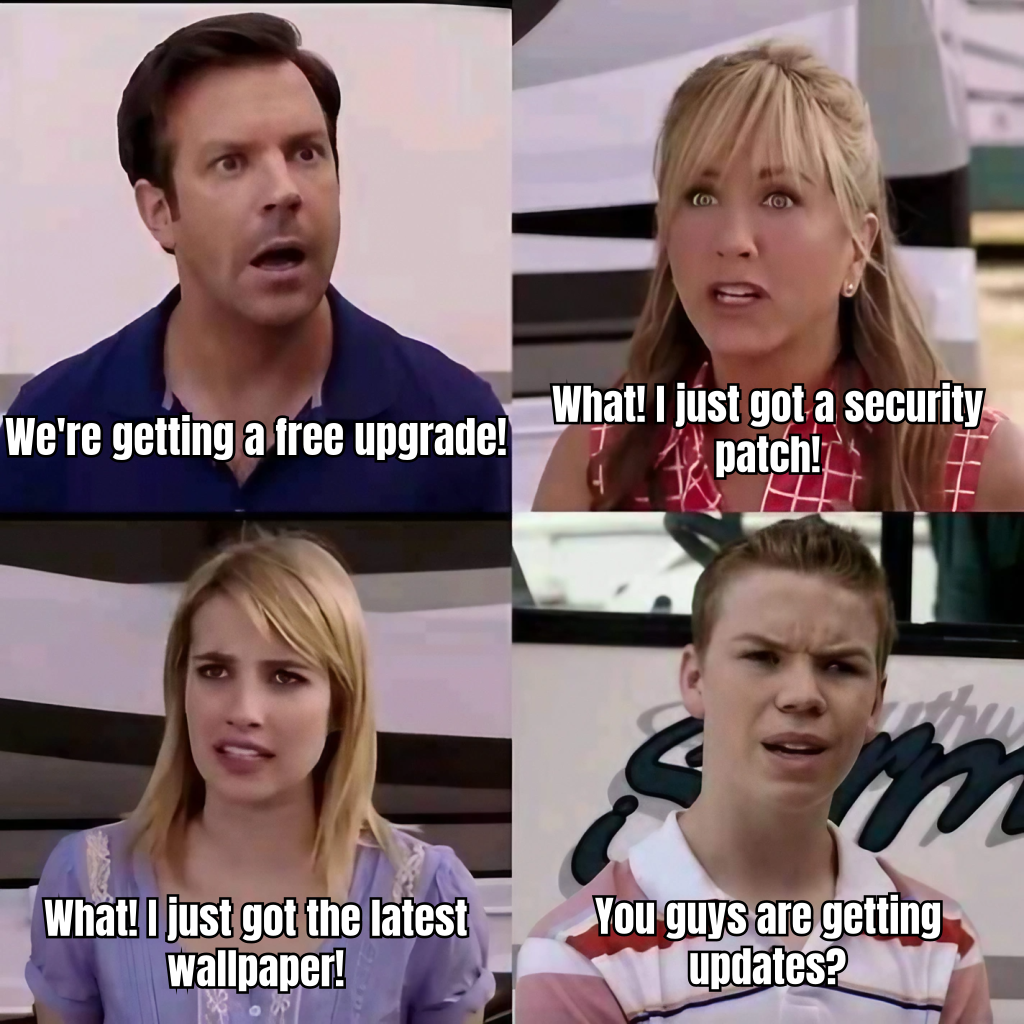 We're getting a free upgrade!
What! I just got a security
patch!
What! I just got the latest
wallpaper!
You guys are getting
updates?